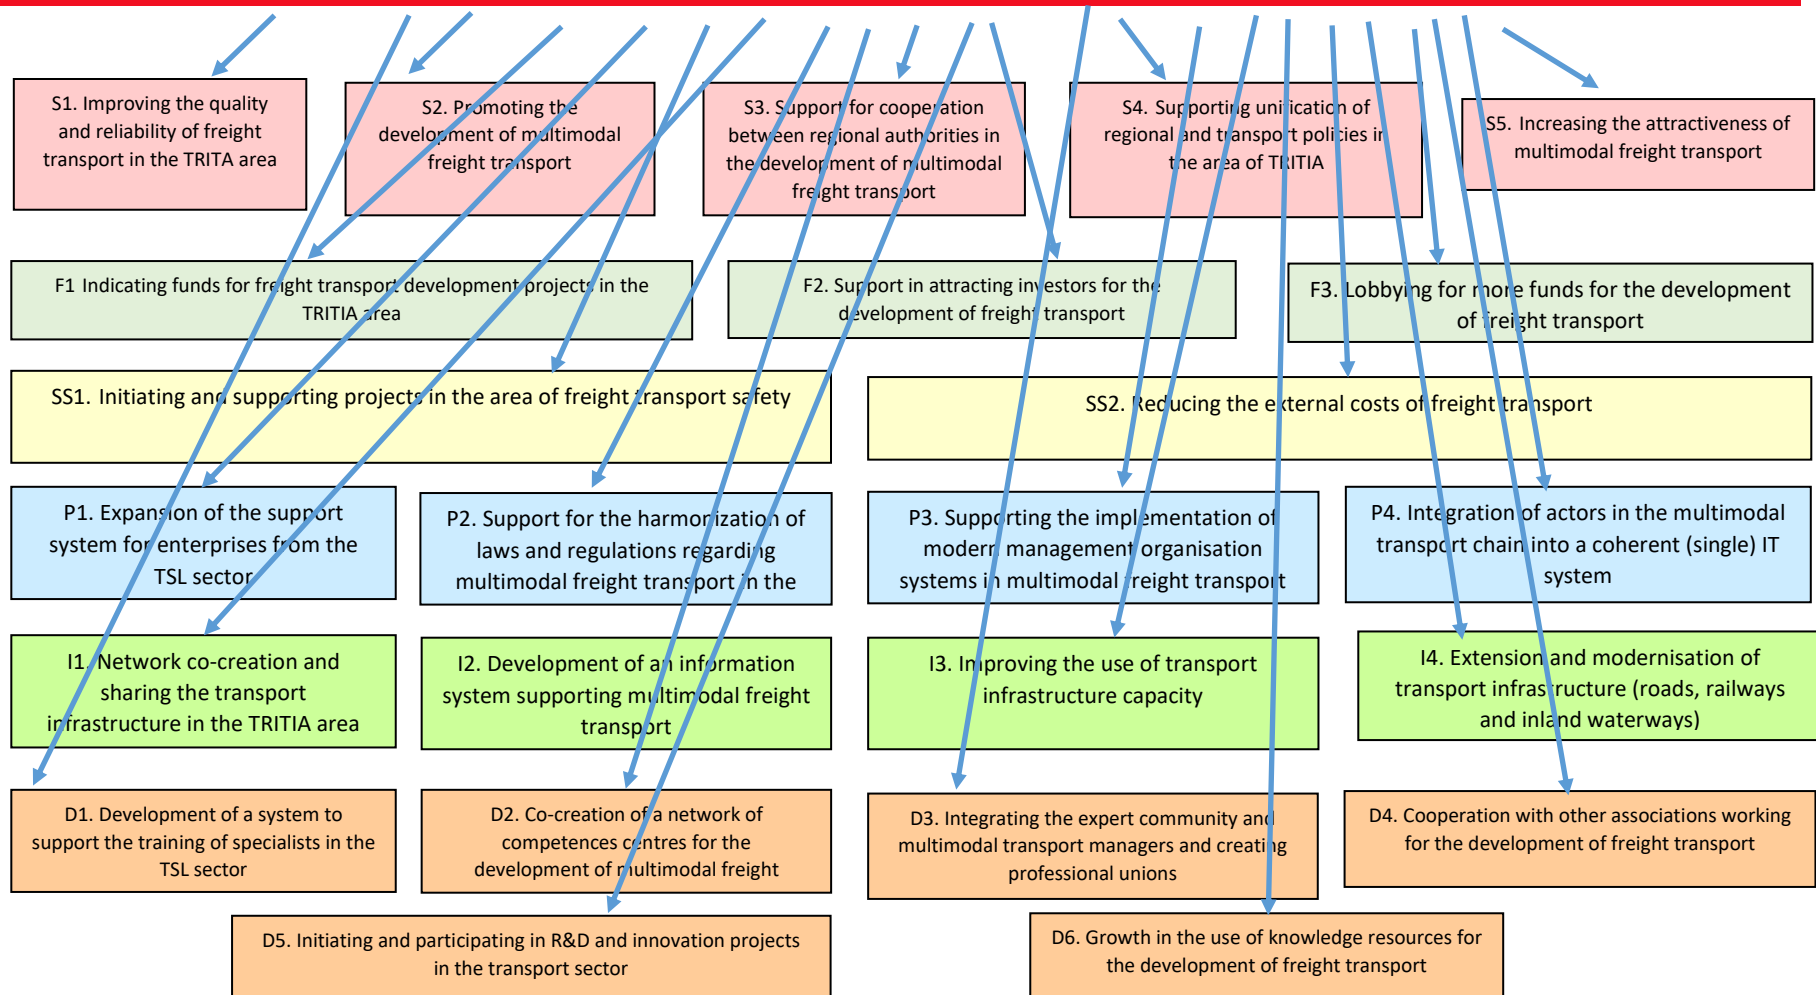 S1. Improving the quality
and reliability of freight
transport in the TRITA area
S2. Promoting the
development of multimodal
freight transport
S3. Support for cooperation
between regional authorities in
the development of multimodal
freight transport
S4. Supporting unification of
regional and transport policies in
the area of TRITIA
S5. Increasing the attractiveness of
multimodal freight transport
F1 Indicating funds for freight transport development projects in the
TRITIA area
F2. Support in attracting investors for the
development of freight transport
F3. Lobbying for more funds for the development
of freight transport
SS1. Initiating and supporting projects in the area of freight transport safety
SS2. Reducing the external costs of freight transport
P1. Expansion of the support
system for enterprises from the
TSL sector
P2. Support for the harmonization of
laws and regulations regarding
multimodal freight transport in the
P3. Supporting the implementation of
modern management organisation
systems in multimodal freight transport
P4. Integration of actors in the multimodal
transport chain into a coherent (single) IT
system
I1. Network co-creation and
sharing the transport
infrastructure in the TRITIA area
I2. Development of an information
system supporting multimodal freight
transport
I3. Improving the use of transport
infrastructure capacity
I4. Extension and modernisation of
transport infrastructure (roads, railways
and inland waterways)
D1. Development of a system to
support the training of specialists in the
TSL sector
D2. Co-creation of a network of
competences centres for the
development of multimodal freight
D3. Integrating the expert community and
multimodal transport managers and creating
professional unions
D4. Cooperation with other associations working
for the development of freight transport
D5. Initiating and participating in R&D and innovation projects
in the transport sector
D6. Growth in the use of knowledge resources for
the development of freight transport